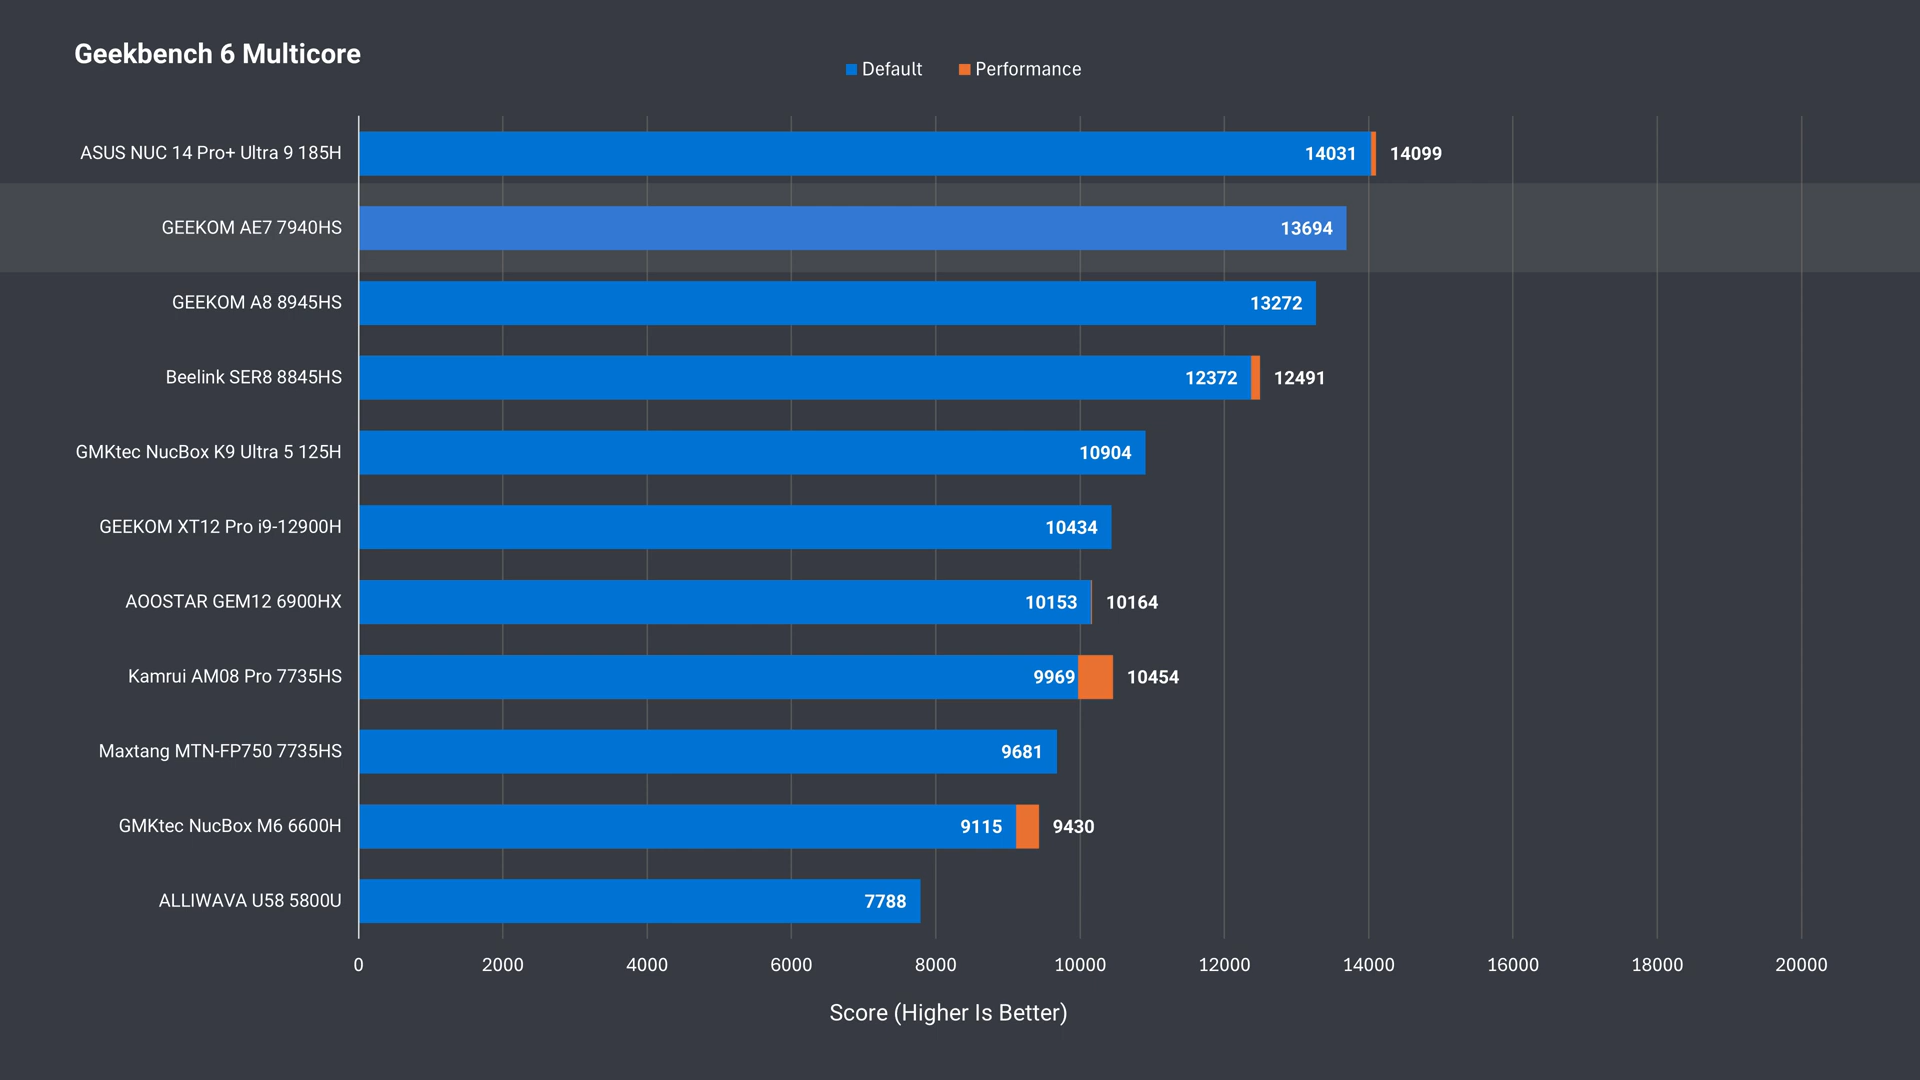 Geekbench 6 Multicore
Default Performance
ASUS NUC 14 Pro+ Ultra 9 185H 14031 14099
GEEKOM AE7 7940HS 13694
GEEKOM A8 8945HS 13272
Beelink SER8 8845HS 12372 12491
GMKtec NucBox K9 Ultra 5 125H 10904
GEEKOM XT12 Pro i9-12900H 10434
AOOSTAR GEM12 6900HX 10153 10164
Kamrui AM08 Pro 7735HS 9969 10454
Maxtang MTN-FP750 7735HS 9681
GMKtec NucBox M6 6600H 9115 9430
ALLIWAVA U58 5800U 7788
0 2000 4000 6000 8000 10000 12000 14000 16000 18000 20000
Score (Higher Is Better)